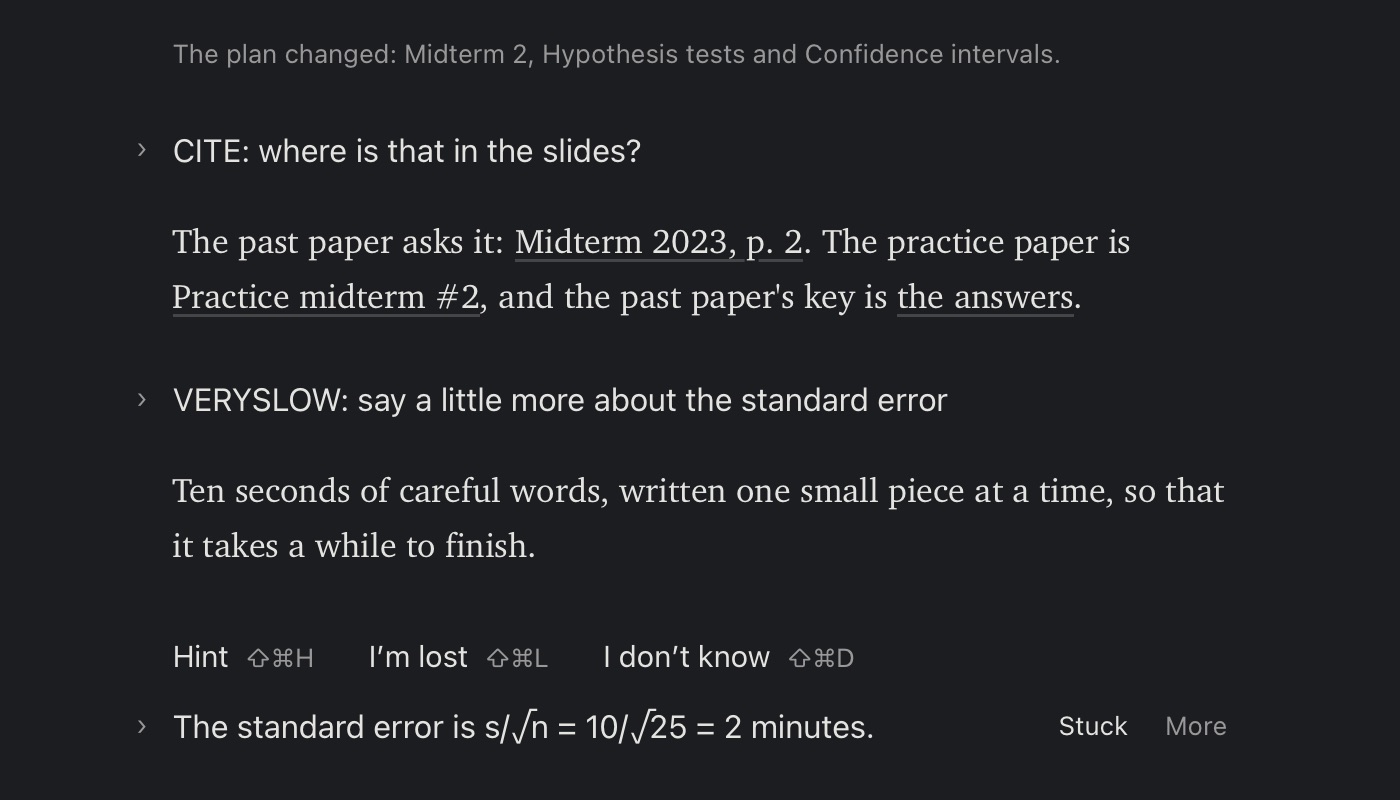 The plan changed: Midterm 2, Hypothesis tests and Confidence intervals.
› CITE: where is that in the slides?
The past paper asks it: Midterm 2023, p. 2. The practice paper is
Practice midterm #2, and the past paper's key is the answers.
› VERYSLOW: say a little more about the standard error
Ten seconds of careful words, written one small piece at a time, so that
it takes a while to finish.
Hint ⇧⌘H I’m lost ⇧⌘L I don’t know ⇧⌘D
› The standard error is s/√n = 10/√25 = 2 minutes. Stuck More